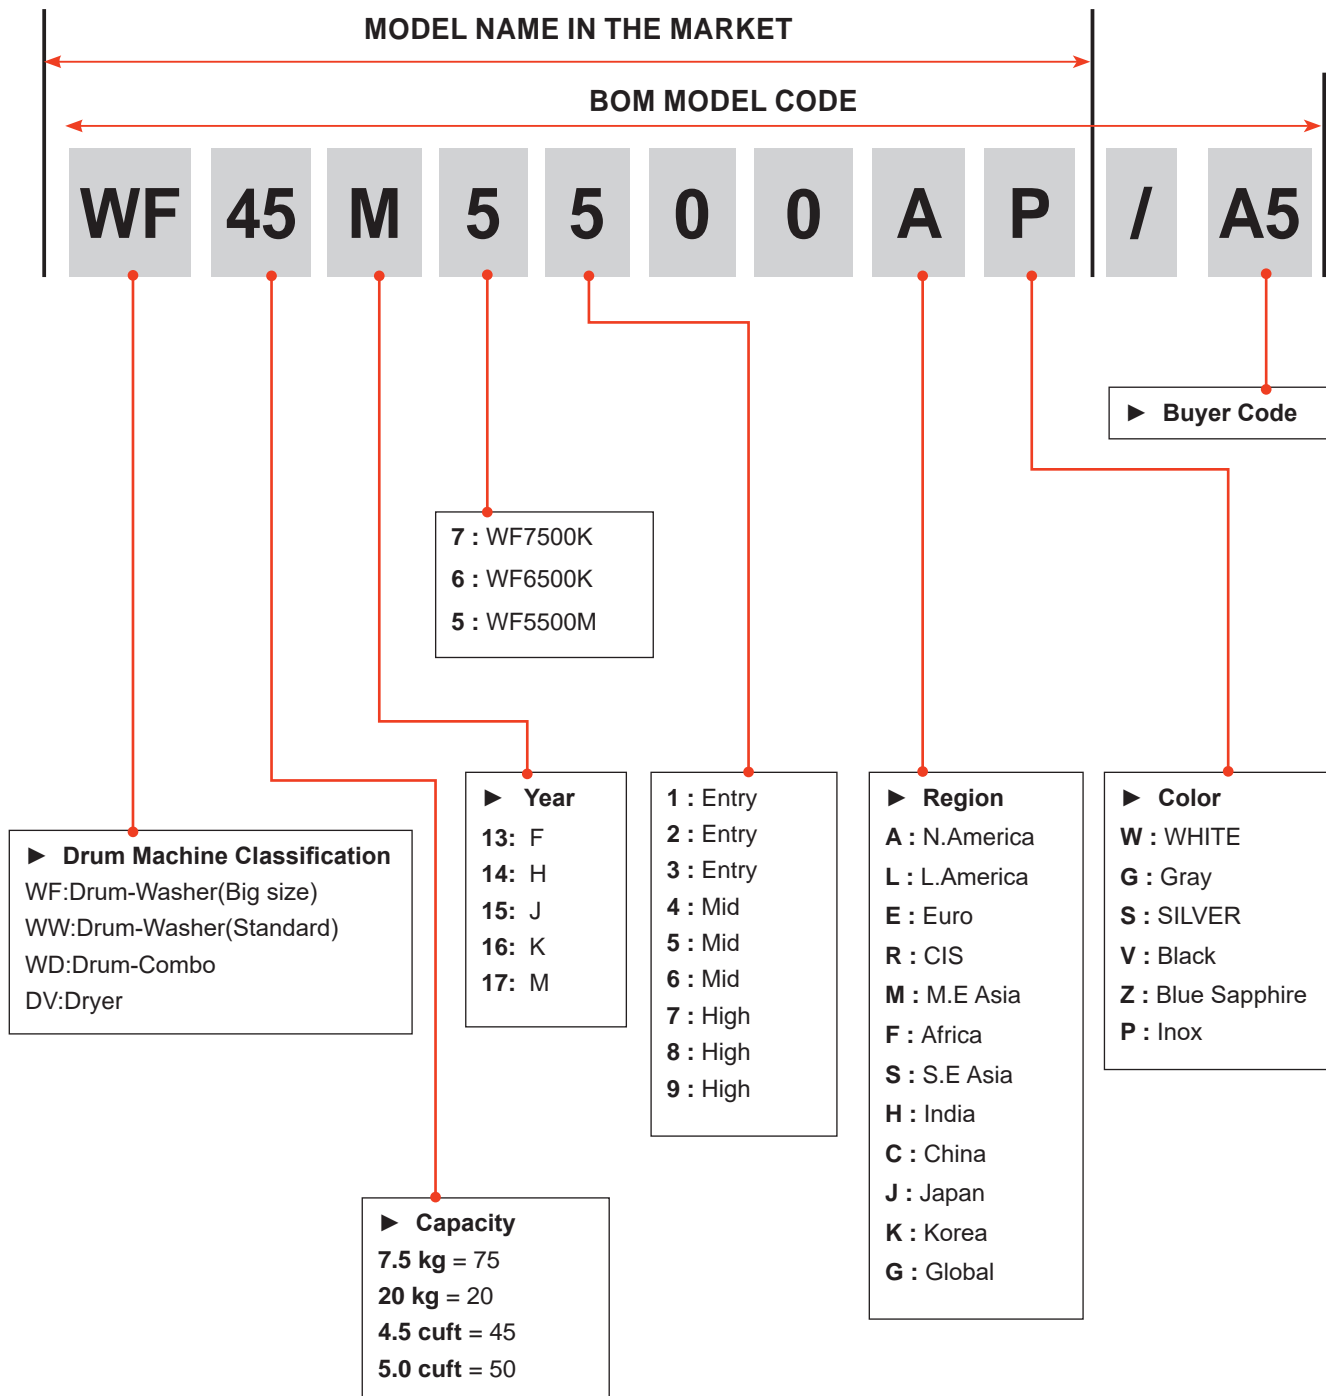 MODEL NAME IN THE MARKET
BOM MODEL CODE
WF 45 M 5 5 0 0 A P / A5
► Buyer Code
7 : WF7500K
6 : WF6500K
5 : WF5500M
► Drum Machine Classification
WF:Drum-Washer(Big size)
WW:Drum-Washer(Standard)
WD:Drum-Combo
DV:Dryer
► Year
13: F
14: H
15: J
16: K
17: M
1 : Entry
2 : Entry
3 : Entry
4 : Mid
5 : Mid
6 : Mid
7 : High
8 : High
9 : High
► Region
A : N.America
L : L.America
E : Euro
R : CIS
M : M.E Asia
F : Africa
S : S.E Asia
H : India
C : China
J : Japan
K : Korea
G : Global
► Color
W : WHITE
G : Gray
S : SILVER
V : Black
Z : Blue Sapphire
P : Inox
► Capacity
7.5 kg = 75
20 kg = 20
4.5 cuft = 45
5.0 cuft = 50